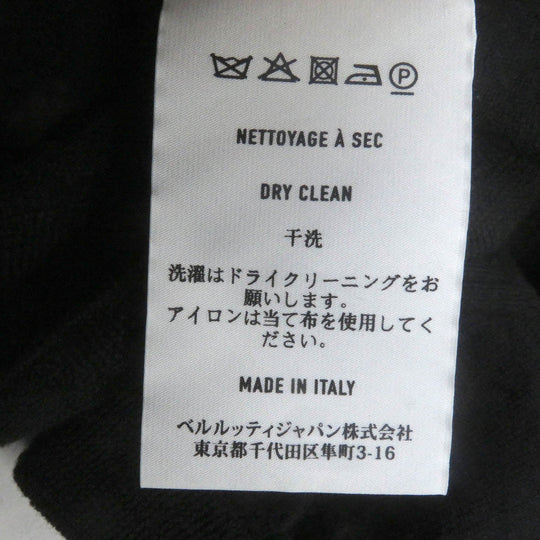 P
NETTOYAGE À SEC
DRY CLEAN
干洗
洗濯はドライクリーニングをお
願いします。
アイロンは当て布を使用してく
ださい。
MADE IN ITALY
ベルルッティジャパン株式会社
東京都千代田区隼町3-16